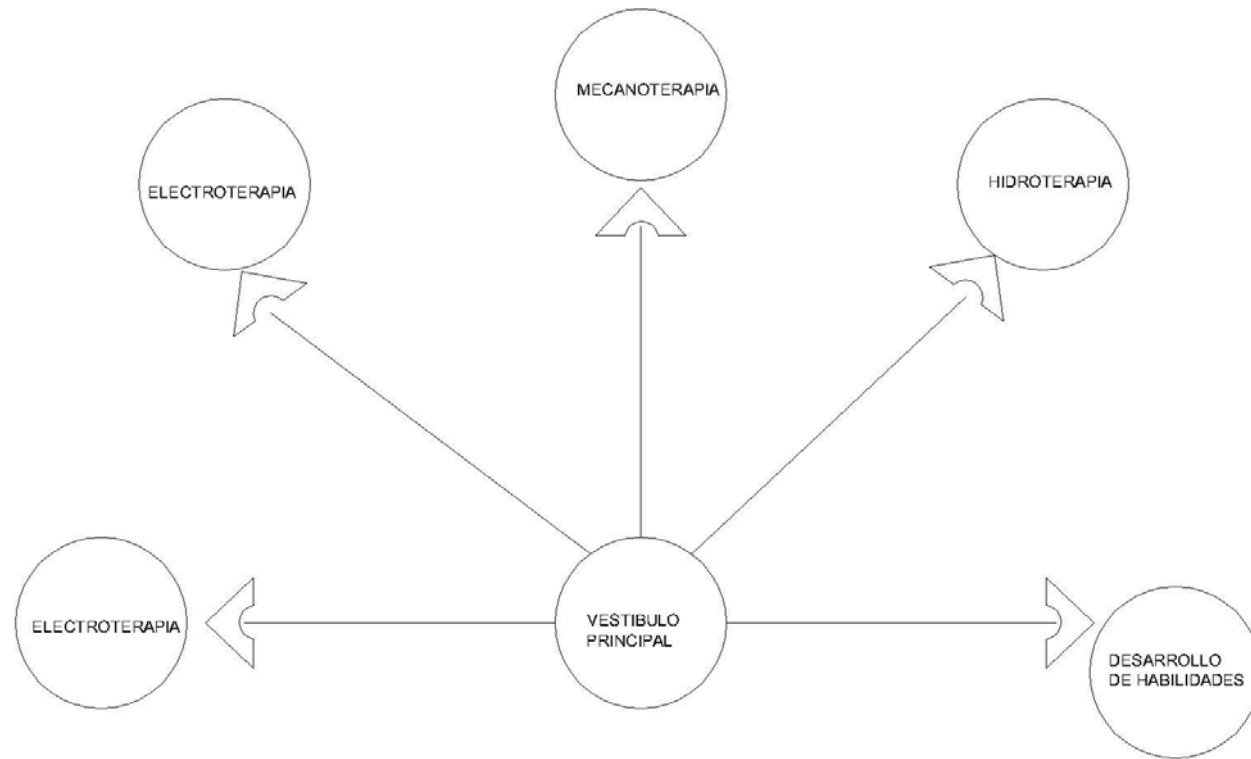 MECANOTERAPIA
ELECTROTERAPIA
HIDROTERAPIA
ELECTROTERAPIA
VESTIBULO
PRINCIPAL
DESARROLLO
DE HABILIDADES